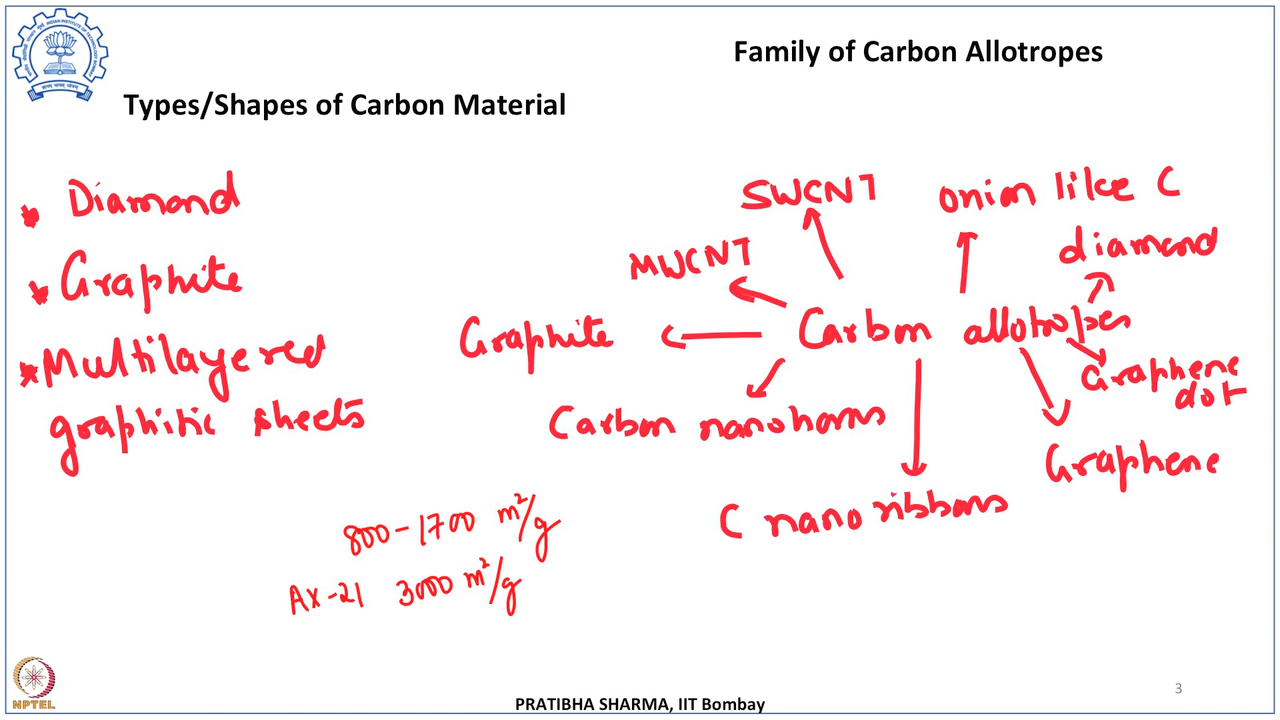 Family of Carbon Allotropes
Types/Shapes of Carbon Material
* Diamond
* Graphite
* Multilayered
graphitic sheets
800-1700 m²/g
AX-21 3000 m²/g
SWCNT
onion like C
MWCNT
diamond
Graphite
Carbon allotropes
Graphene
dot
Carbon nanohorns
Graphene
C nano ribbons
NPTEL
PRATIBHA SHARMA, IIT Bombay
3